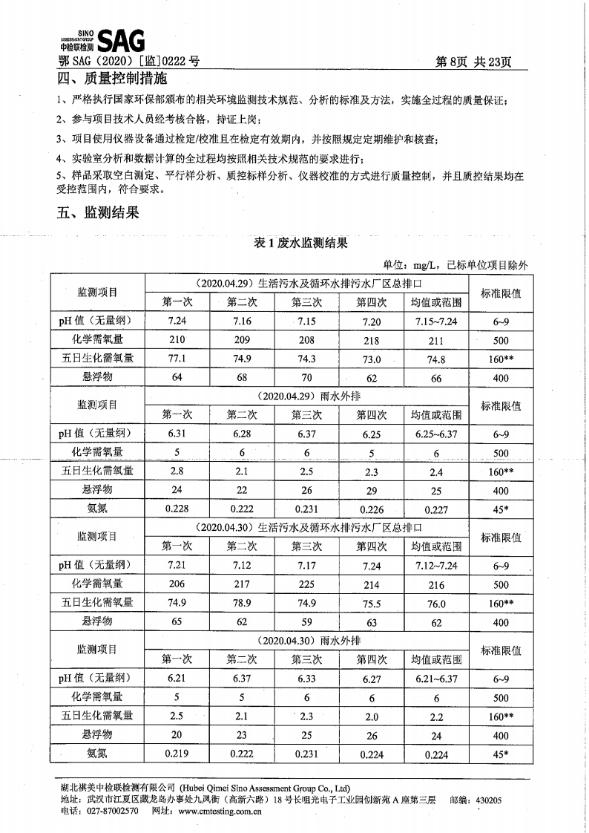 SINO
中检联检测 SAG
鄂 SAG（2020）[监]0222 号 第 8页 共 23页
四、质量控制措施
1、严格执行国家环保部颁布的相关环境监测技术规范、分析的标准及方法，实施全过程的质量保证；
2、参与项目技术人员经考核合格，持证上岗；
3、项目使用仪器设备通过检定/校准且在检定有效期内，并按照规定定期维护和核查；
4、实验室分析和数据计算的全过程均按照相关技术规范的要求进行；
5、样品采取空白测定、平行样分析、质控标样分析、仪器校准的方式进行质量控制，并且质控结果均在
受控范围内，符合要求。
五、监测结果
表 1 废水监测结果
单位：mg/L，已标单位项目除外
监测项目 （2020.04.29）生活污水及循环水排污水厂区总排口 标准限值
第一次 第二次 第三次 第四次 均值或范围
pH 值（无量纲） 7.24 7.16 7.15 7.20 7.15~7.24 6~9
化学需氧量 210 209 208 218 211 500
五日生化需氧量 77.1 74.9 74.3 73.0 74.8 160**
悬浮物 64 68 70 62 66 400
监测项目 （2020.04.29）雨水外排 标准限值
第一次 第二次 第三次 第四次 均值或范围
pH 值（无量纲） 6.31 6.28 6.37 6.25 6.25~6.37 6~9
化学需氧量 5 6 6 5 6 500
五日生化需氧量 2.8 2.1 2.5 2.3 2.4 160**
悬浮物 24 22 26 29 25 400
氨氮 0.228 0.222 0.231 0.226 0.227 45*
监测项目 （2020.04.30）生活污水及循环水排污水厂区总排口 标准限值
第一次 第二次 第三次 第四次 均值或范围
pH 值（无量纲） 7.21 7.12 7.17 7.24 7.12~7.24 6~9
化学需氧量 206 217 225 214 216 500
五日生化需氧量 74.9 78.9 74.9 75.5 76.0 160**
悬浮物 65 62 59 63 62 400
监测项目 （2020.04.30）雨水外排 标准限值
第一次 第二次 第三次 第四次 均值或范围
pH 值（无量纲） 6.21 6.37 6.33 6.27 6.21~6.37 6~9
化学需氧量 5 5 6 6 6 500
五日生化需氧量 2.5 2.1 2.3 2.0 2.2 160**
悬浮物 20 23 25 26 24 400
氨氮 0.219 0.222 0.231 0.224 0.224 45*
湖北祺美中检联检测有限公司 (Hubei Qimei Sino Assessment Group Co., Ltd)
地址：武汉市江夏区藏龙岛办事处九凤街（高新六路）18 号长咀光电子工业园创新苑 A 座第三层 邮编：430205
电话：027-87002570 网址：www.cmtesting.com.cn